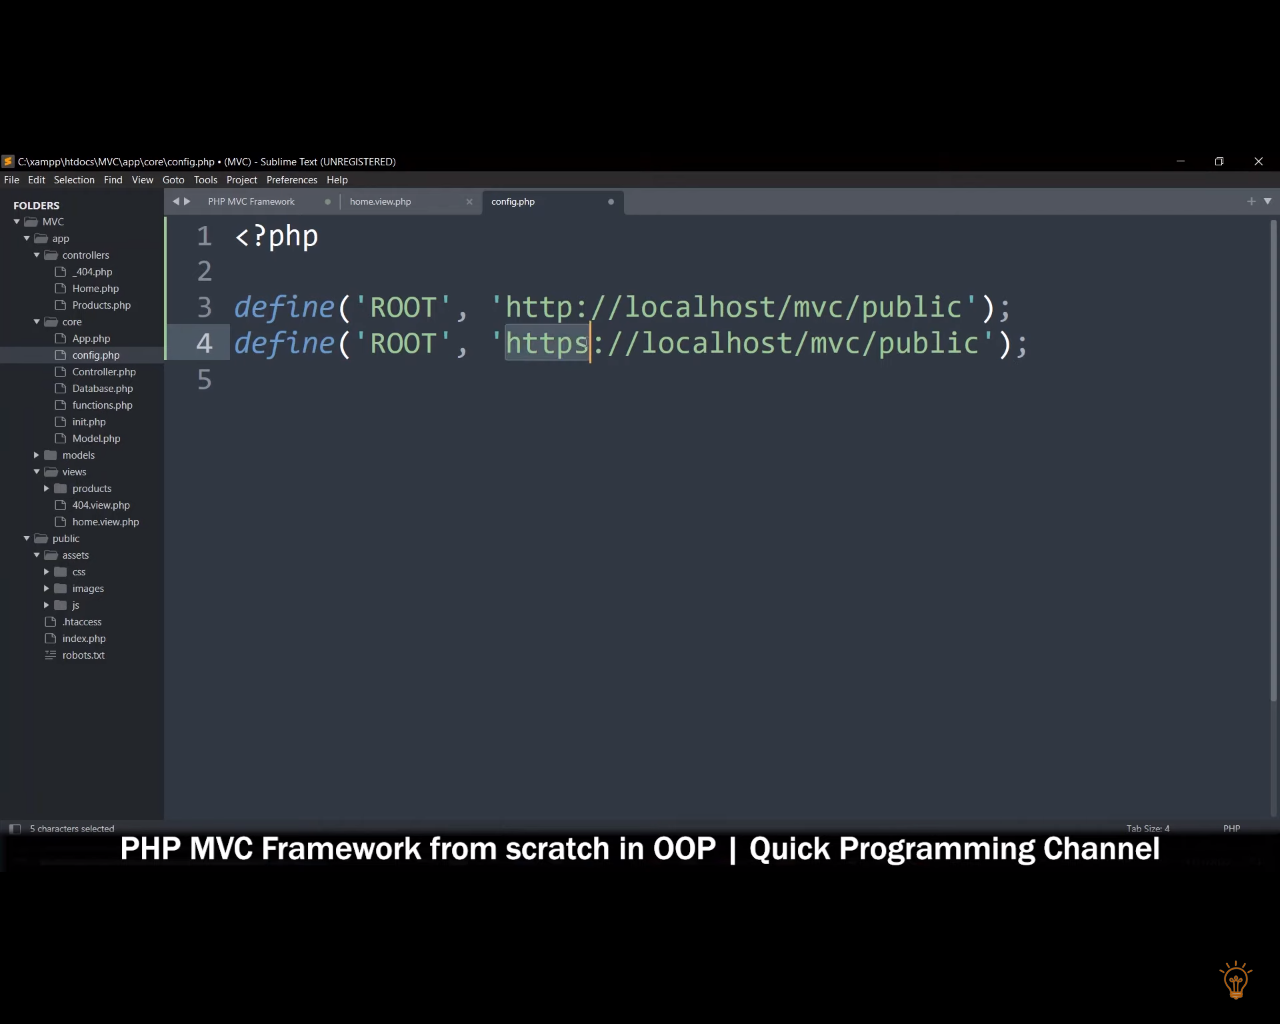 C:\xampp\htdocs\MVC\app\core\config.php • (MVC) - Sublime Text (UNREGISTERED)
File Edit Selection Find View Goto Tools Project Preferences Help
FOLDERS
MVC
app
controllers
_404.php
Home.php
Products.php
core
App.php
config.php
Controller.php
Database.php
functions.php
init.php
Model.php
models
views
products
404.view.php
home.view.php
public
assets
css
images
js
.htaccess
index.php
robots.txt
PHP MVC Framework home.view.php config.php
1 <?php
2
3 define('ROOT', 'http://localhost/mvc/public');
4 define('ROOT', 'https://localhost/mvc/public');
5
5 characters selected Tab Size: 4 PHP
PHP MVC Framework from scratch in OOP | Quick Programming Channel